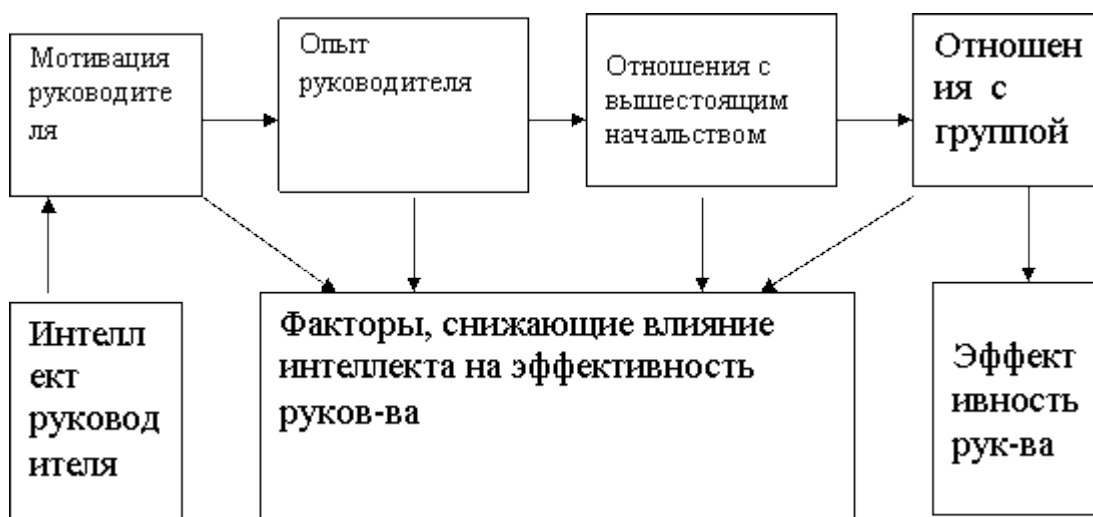 Мотивация
руководите
ля
Опыт
руководителя
Отношения с
вышестоящим
начальством
Отношен
ия с
группой
Интелл
ект
руковод
ителя
Факторы, снижающие влияние
интеллекта на эффективность
руков-ва
Эффект
ивность
рук-ва